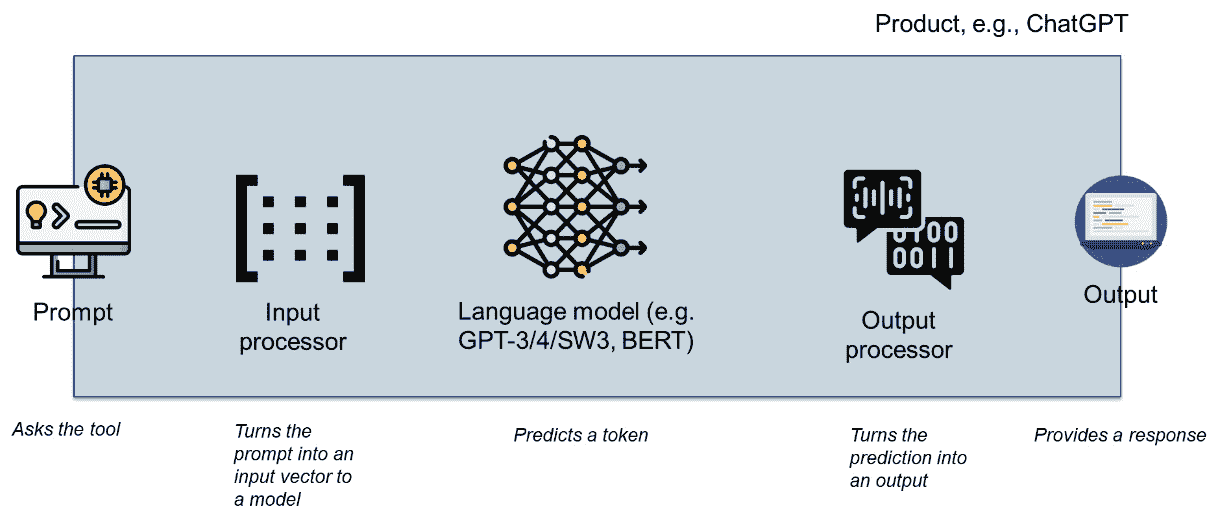 Product, e.g., ChatGPT
0100
0011
Prompt
Input
processor
Language model (e.g.
GPT-3/4/SW3, BERT)
Output
processor
Output
Asks the tool
Turns the
prompt into an
input vector to
a model
Predicts a token
Turns the
prediction into
an output
Provides a response